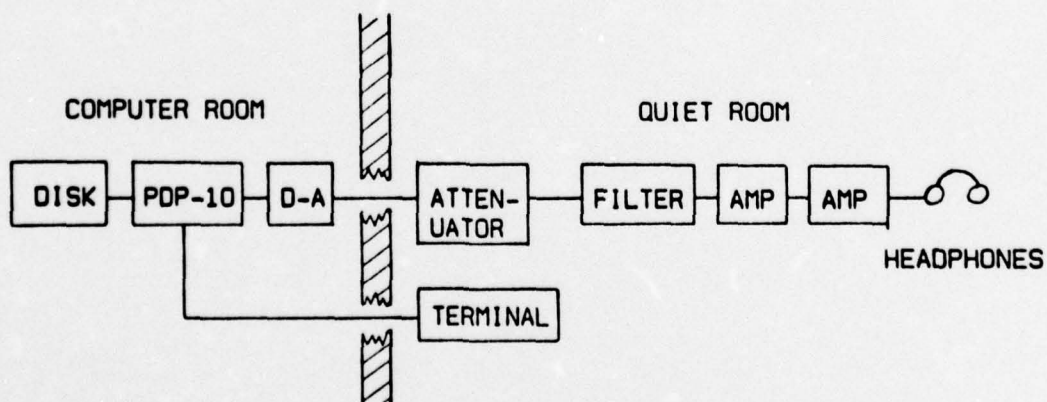 COMPUTER ROOM
QUIET ROOM
DISK
PDP-10
D-A
ATTEN-
UATOR
FILTER
AMP
AMP
HEADPHONES
TERMINAL